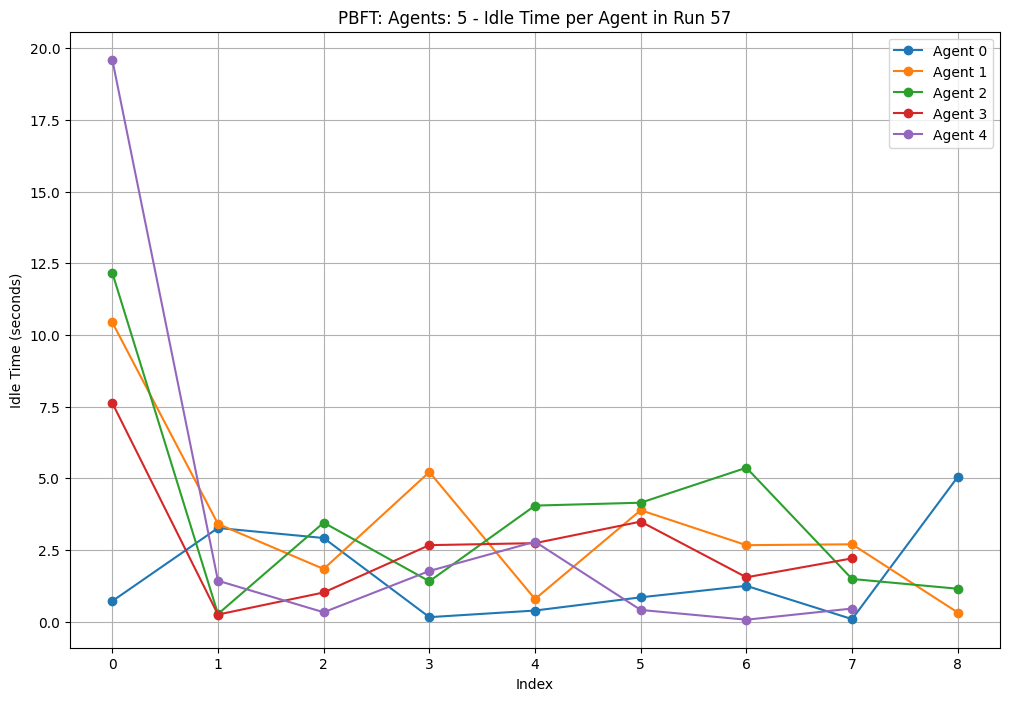 PBFT: Agents: 5 - Idle Time per Agent in Run 57
Agent 0
Agent 1
Agent 2
Agent 3
Agent 4
Idle Time (seconds)
20.0
17.5
15.0
12.5
10.0
7.5
5.0
2.5
0.0
0 1 2 3 4 5 6 7 8
Index